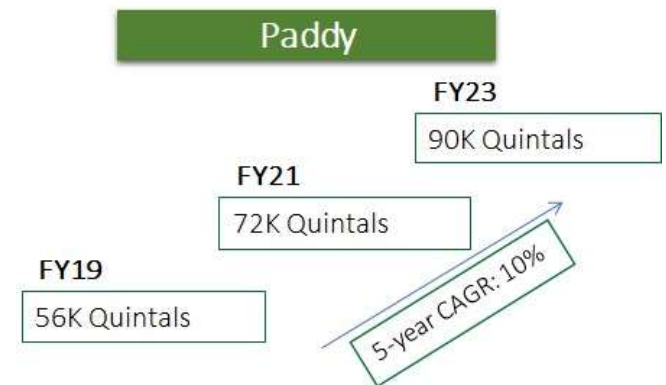 Paddy
FY23
90K Quintals
FY21
72K Quintals
FY19
56K Quintals
5-year CAGR: 10%